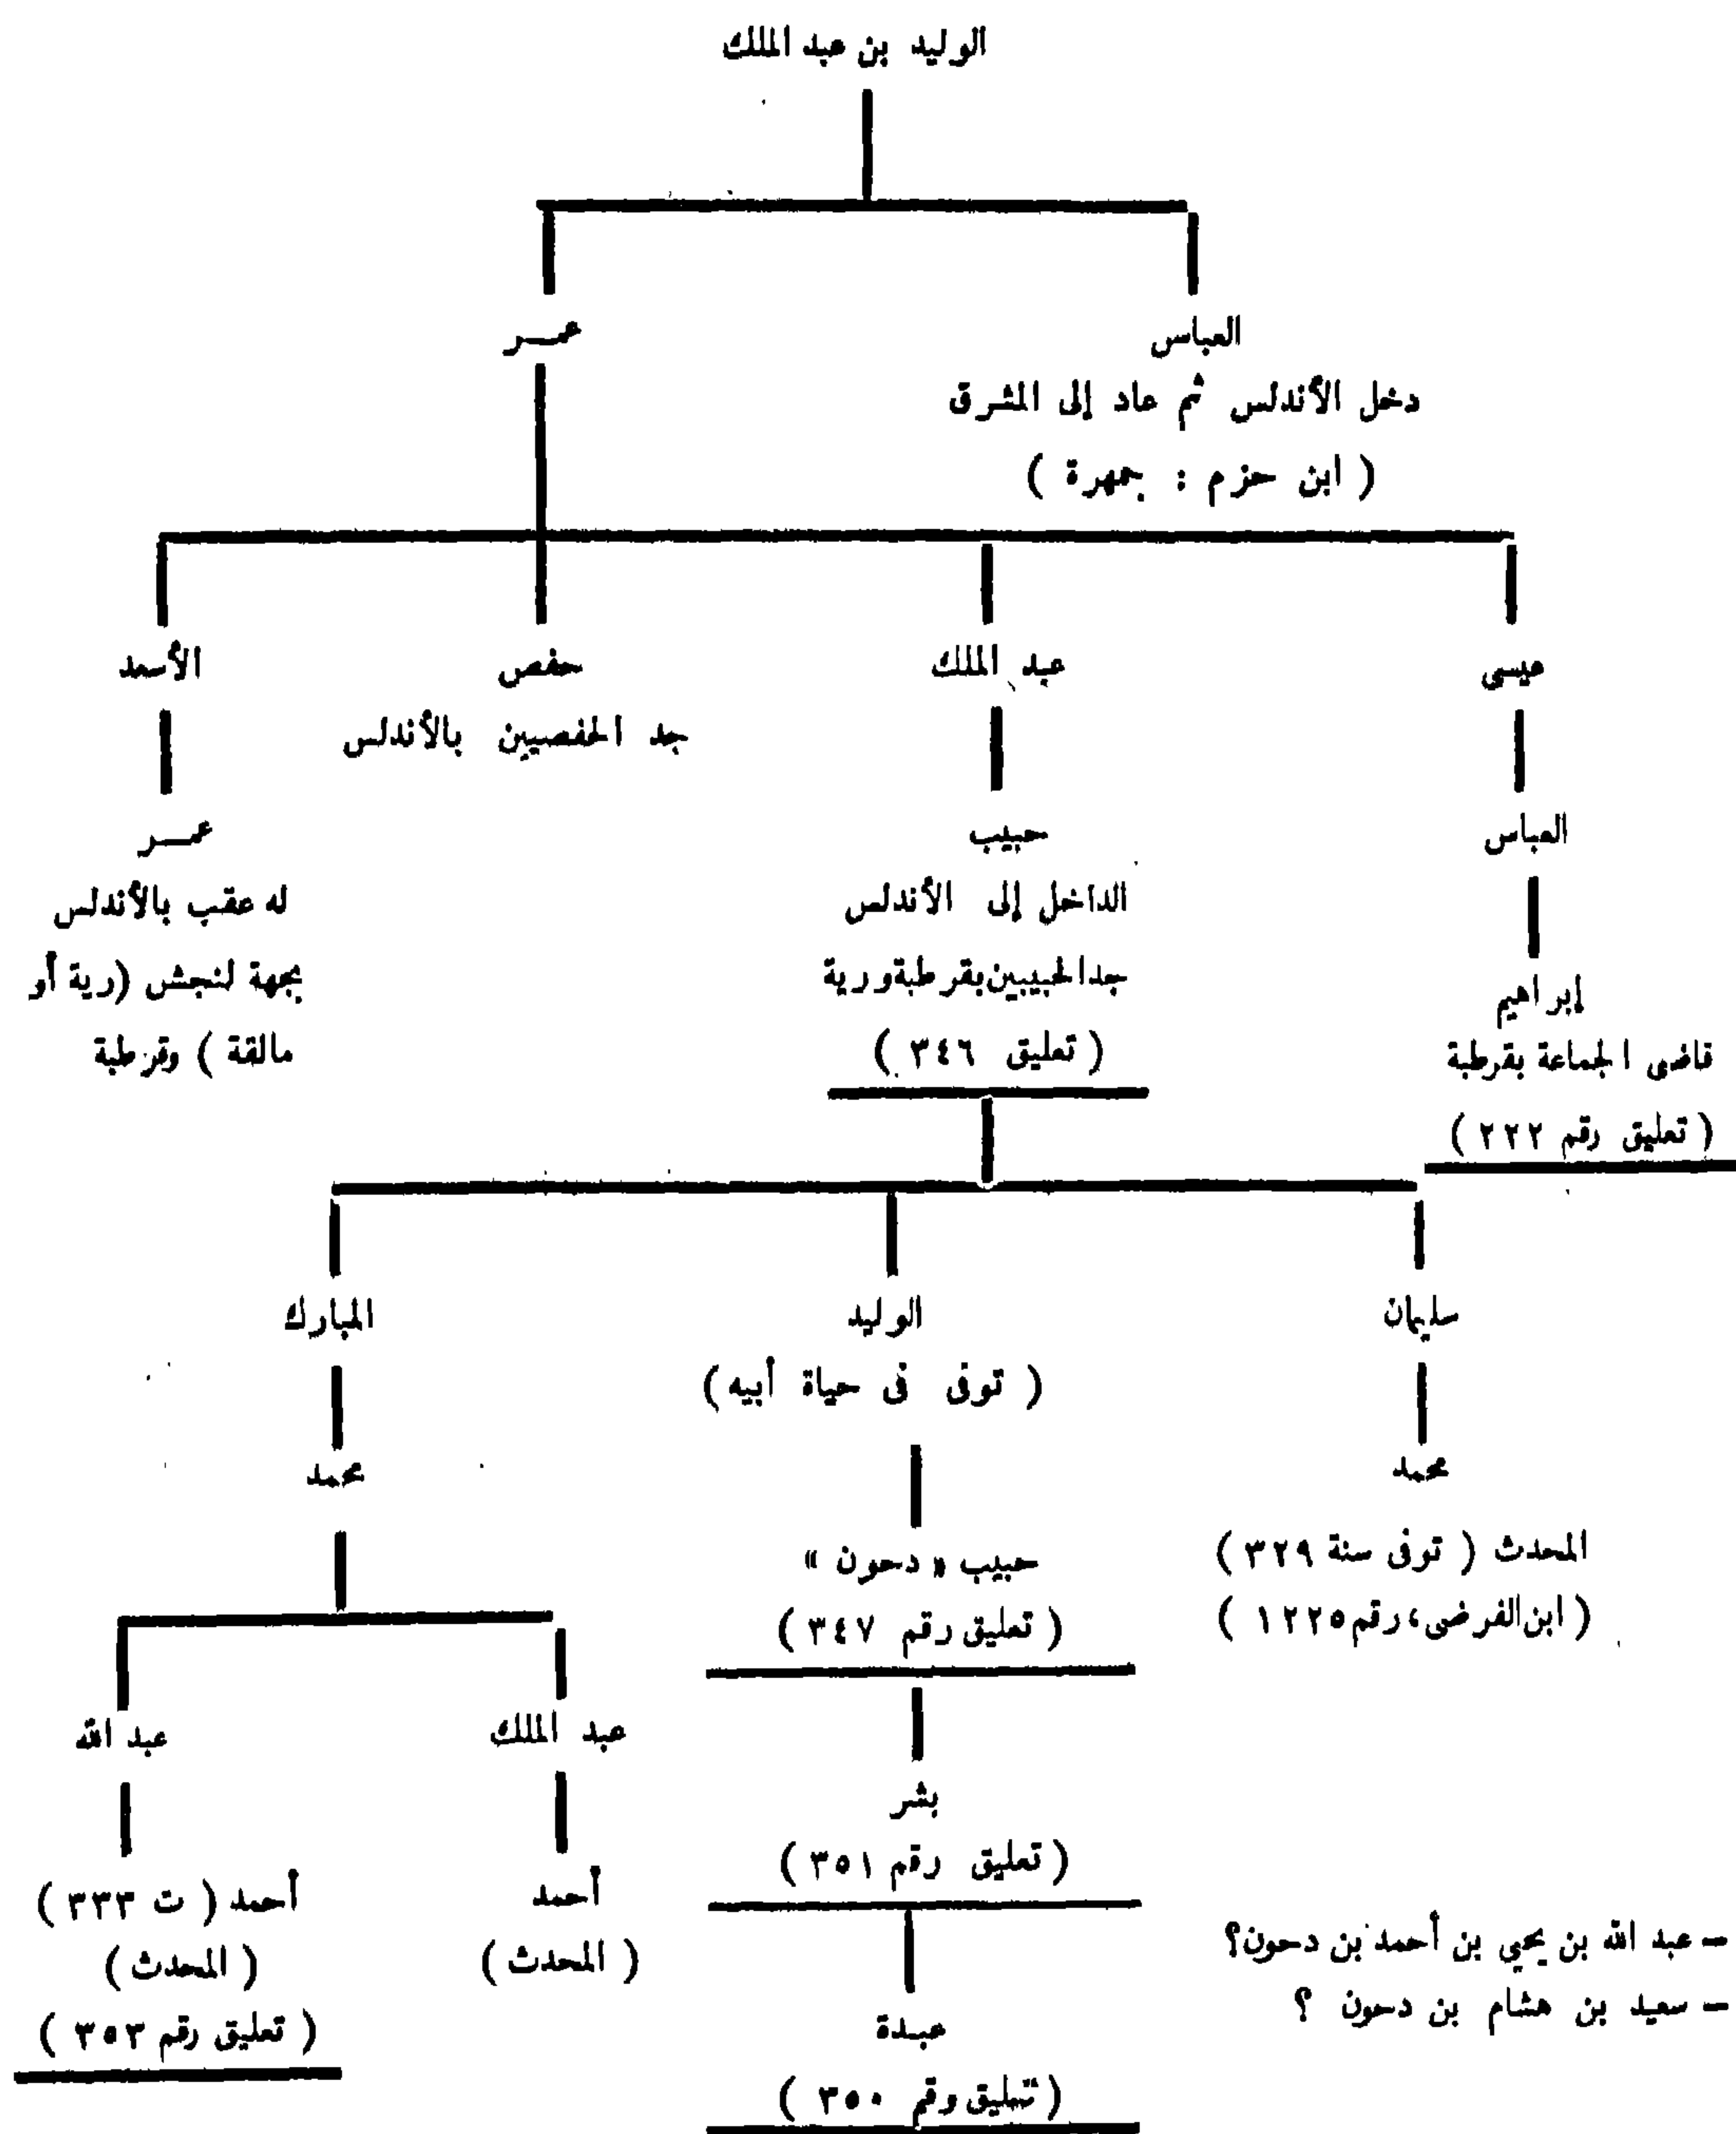 الوليد بن عبد الملك
العباس
عمــر
دخل الأندلس ثم عاد إلى المشرق
( ابن حزم : جمهرة )
عيسى
عبد الملك
حفص
الأسعد
جد الحفصيين بالأندلس
العباس
حبيب
عمــر
الداخل إلى الأندلس
له عقب بالأندلس
جد الحبيبين بقرطبة ورية
بجهة لنجش (رية أو
إبراهيم
( تعليق ٣٤٦ )
مالقة ) وقرطبة
قاضى الجماعة بقرطبة
( تعليق رقم ٢٢٢ )
سليمان
الوليد
المبارك
( توفى فى حياة أبيه )
محمد
محمد
المحدث ( توفى سنة ٣٢٩ )
حبيب « دحون »
( ابن الفرضى، رقم ١٢٢٥ )
( تعليق رقم ٣٤٧ )
عبد الملك
عبد الله
بشر
( تعليق رقم ٣٥١ )
أحمد
أحمد ( ت ٣٣٣ )
( المحدث )
( المحدث )
– عبد الله بن يحيي بن أحمد بن دحون؟
– سعيد بن هشام بن دحون ؟
( تعليق رقم ٣٥٣ )
عبدة
( تعليق رقم ٣٥٠ )